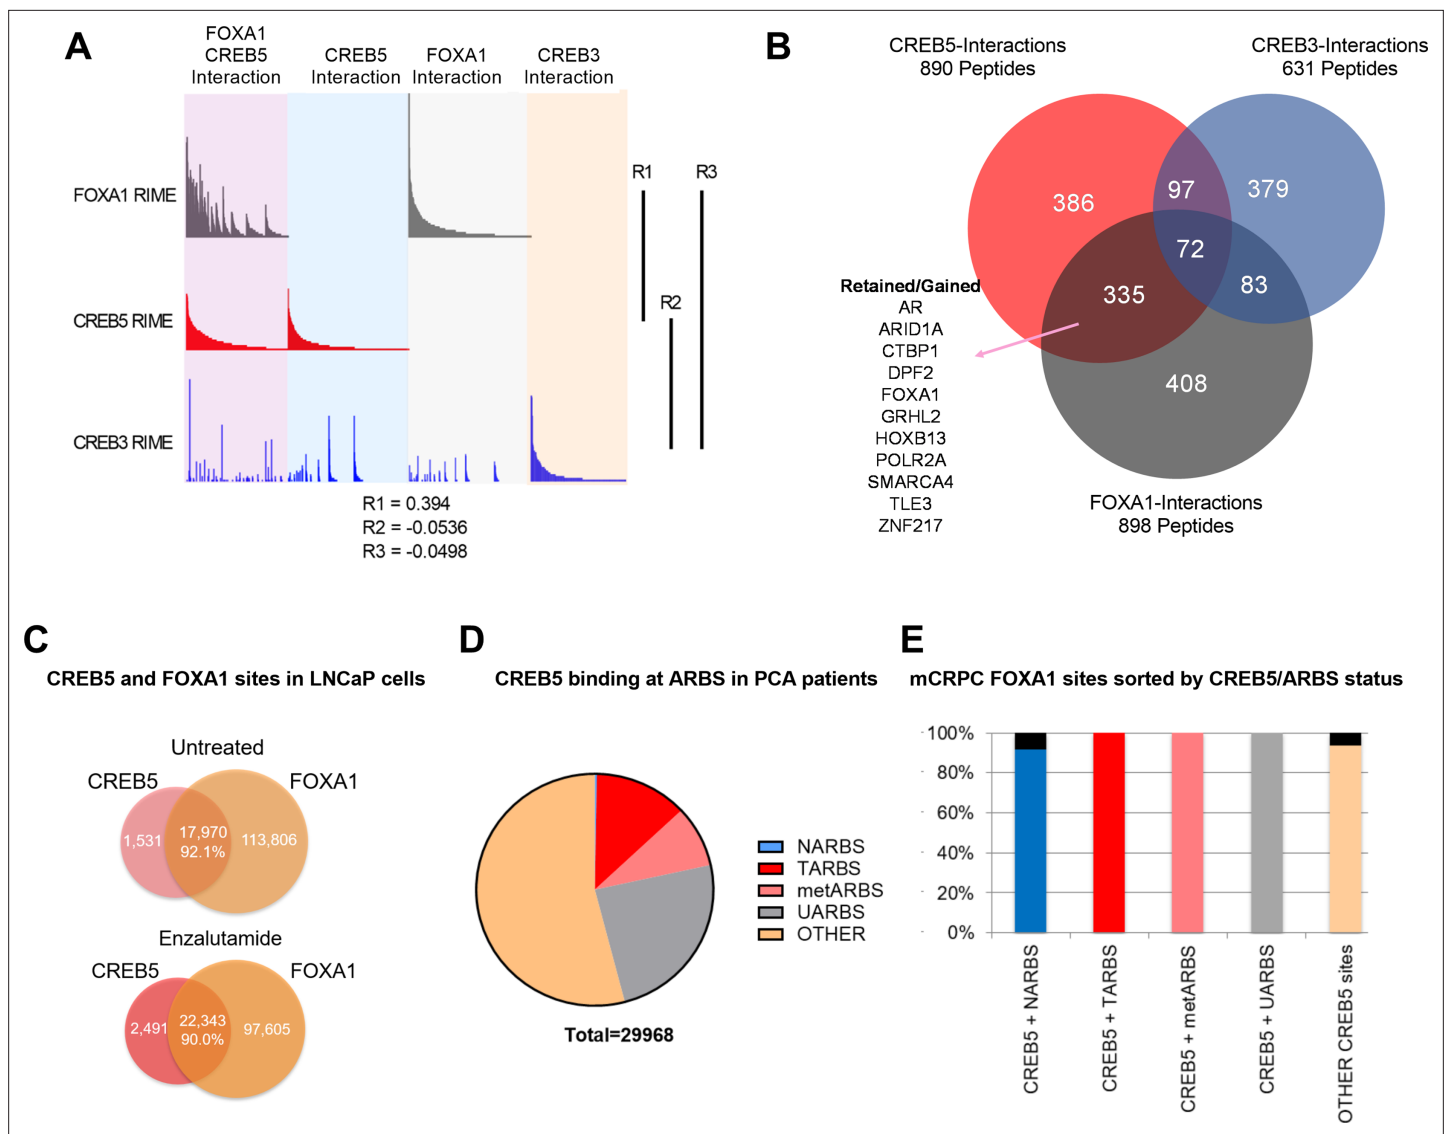 A
FOXA1
CREB5
Interaction
CREB5
Interaction
FOXA1
Interaction
CREB3
Interaction
FOXA1 RIME
CREB5 RIME
CREB3 RIME
R1
R2
R3
R1 = 0.394
R2 = -0.0536
R3 = -0.0498
B
CREB5-Interactions
890 Peptides
CREB3-Interactions
631 Peptides
386
97
379
72
335
83
408
Retained/Gained
AR
ARID1A
CTBP1
DPF2
FOXA1
GRHL2
HOXB13
POLR2A
SMARCA4
TLE3
ZNF217
FOXA1-Interactions
898 Peptides
C
CREB5 and FOXA1 sites in LNCaP cells
Untreated
CREB5
FOXA1
1,531
17,970
92.1%
113,806
Enzalutamide
CREB5
FOXA1
2,491
22,343
90.0%
97,605
D
CREB5 binding at ARBS in PCA patients
NARBS
TARBS
metARBS
UARBS
OTHER
Total=29968
E
mCRPC FOXA1 sites sorted by CREB5/ARBS status
100%
80%
60%
40%
20%
0%
CREB5 + NARBS
CREB5 + TARBS
CREB5 + metARBS
CREB5 + UARBS
OTHER CREB5 sites